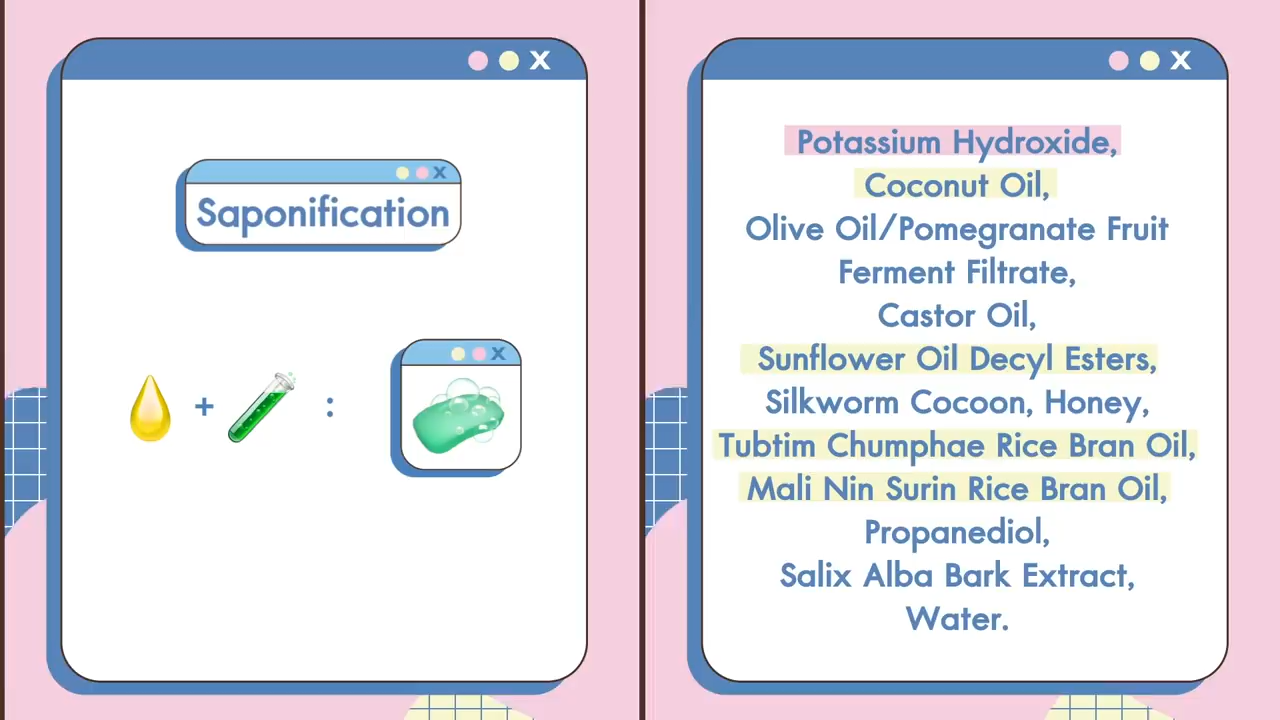 X
X
Saponification
+
:
X
X
Potassium Hydroxide,
Coconut Oil,
Olive Oil/Pomegranate Fruit
Ferment Filtrate,
Castor Oil,
Sunflower Oil Decyl Esters,
Silkworm Cocoon, Honey,
Tubtim Chumphae Rice Bran Oil,
Mali Nin Surin Rice Bran Oil,
Propanediol,
Salix Alba Bark Extract,
Water.